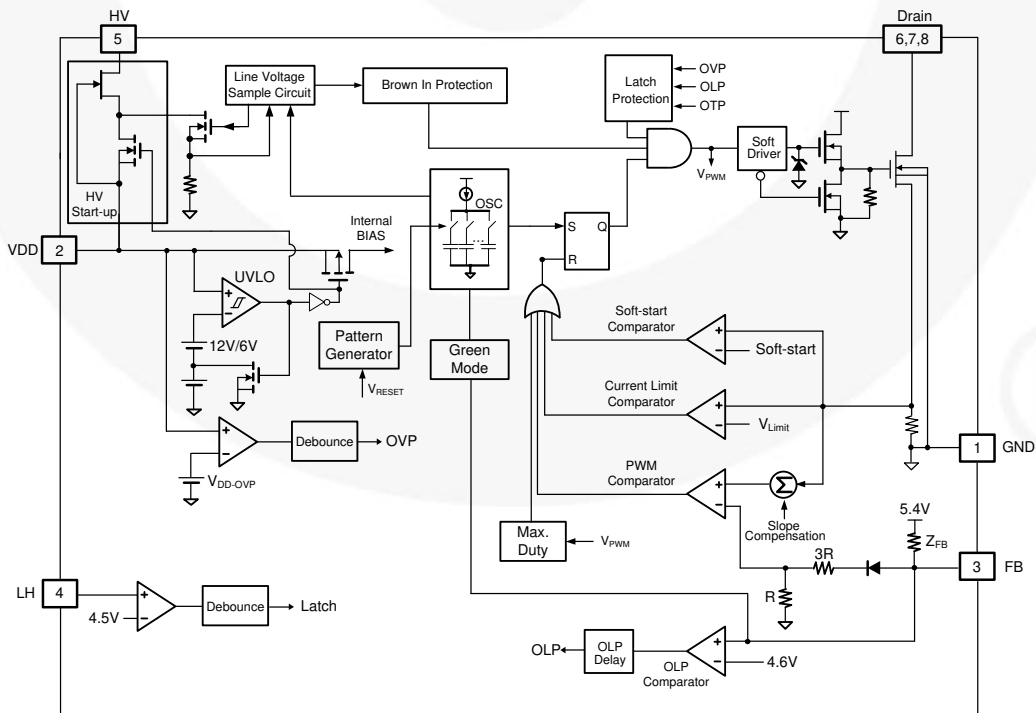 HV
5
Drain
6,7,8
Line Voltage
Sample Circuit
Brown In Protection
Latch
Protection
OVP
OLP
OTP
Soft
Driver
VPWM
HV
Start-up
OSC
S
Q
R
Internal
BIAS
VDD
2
UVLO
+
−
12V/6V
Pattern
Generator
VRESET
Green
Mode
Soft-start
Comparator
+
−
Soft-start
Current Limit
Comparator
+
−
VLimit
+
−
Debounce
OVP
VDD-OVP
1
GND
PWM
Comparator
+
−
Σ
Slope
Compensation
5.4V
ZFB
Max.
Duty
VPWM
3R
3
FB
R
LH
4
4.5V
+
−
Debounce
Latch
OLP
OLP
Delay
OLP
Comparator
+
−
4.6V